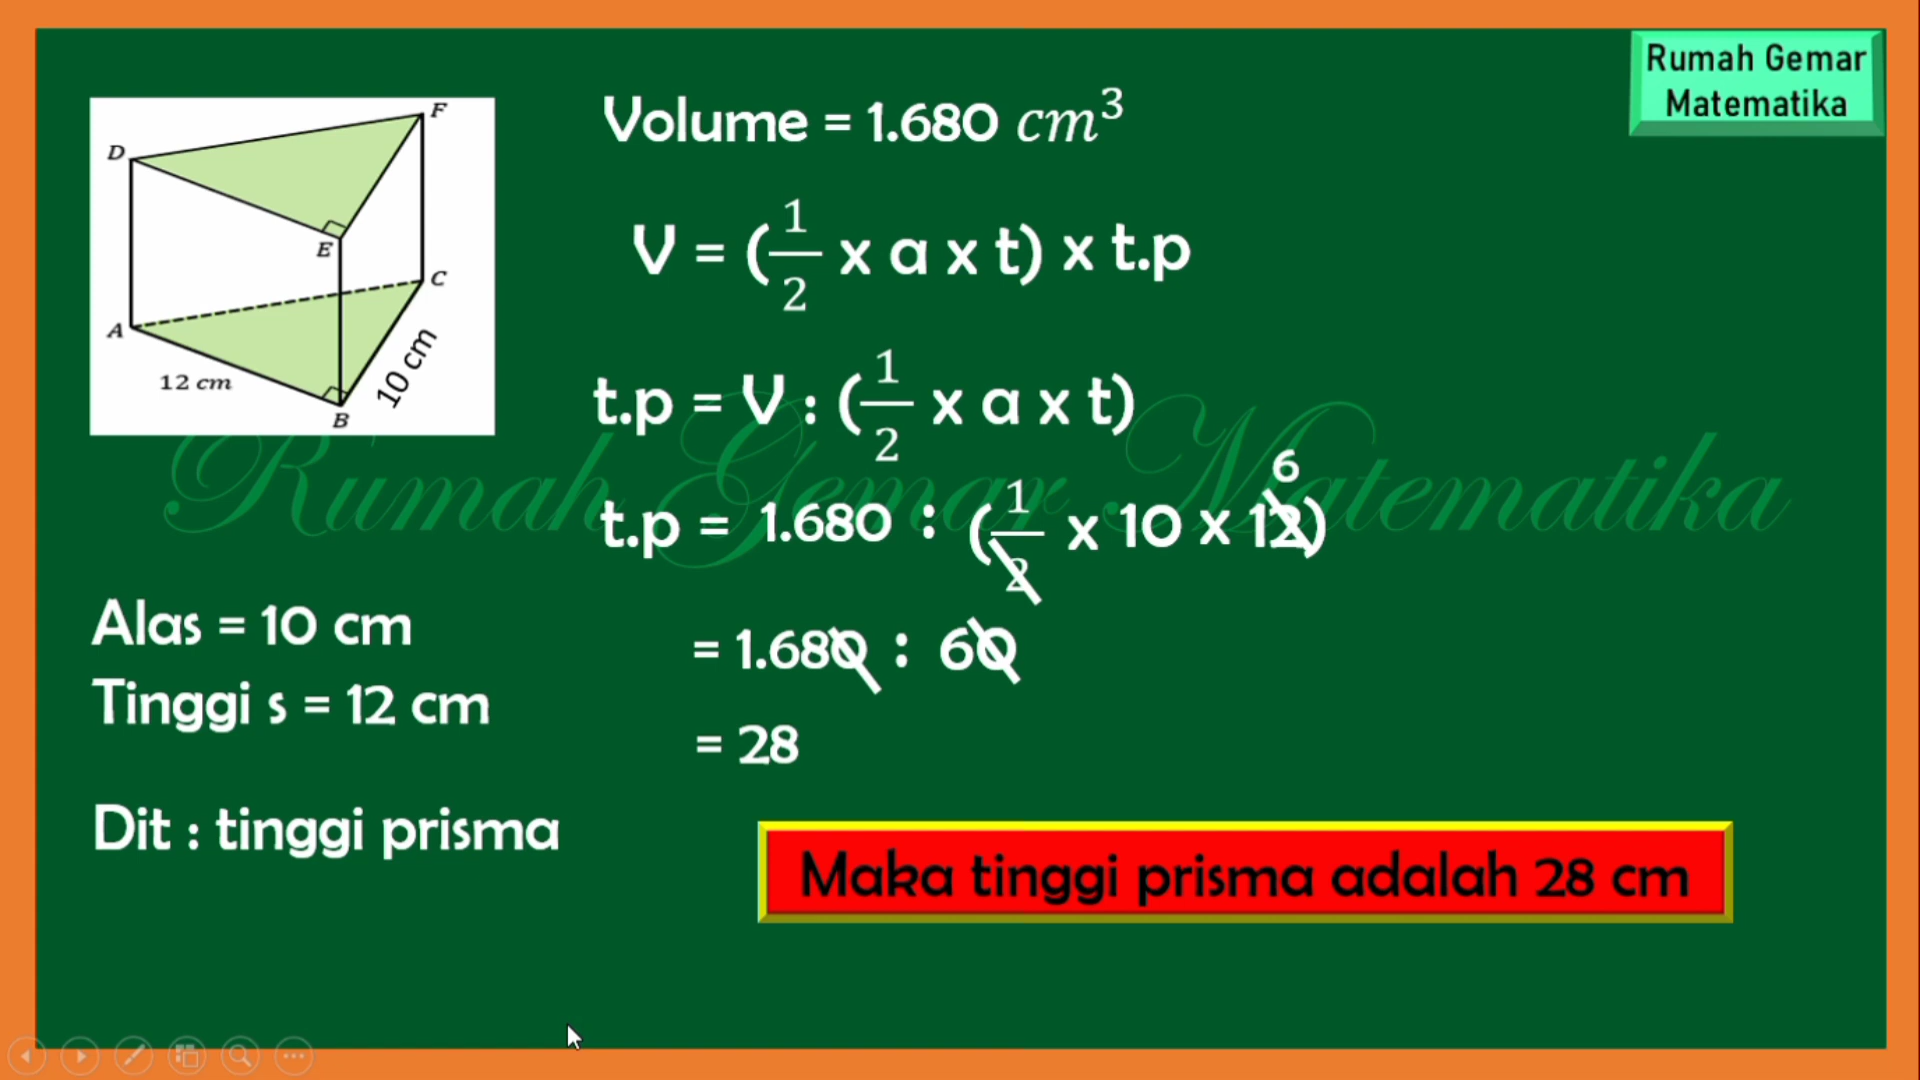 Rumah Gemar
Matematika
F
D
E
C
A
12 cm
10 cm
B
Volume = 1.680 cm³
V = (1/2 x a x t) x t.p
t.p = V : (1/2 x a x t)
6
t.p = 1.680 : (1/2 x 10 x 12)
= 1.680 : 60
= 28
Alas = 10 cm
Tinggi s = 12 cm
Dit : tinggi prisma
Maka tinggi prisma adalah 28 cm
Rumah Gemar Matematika